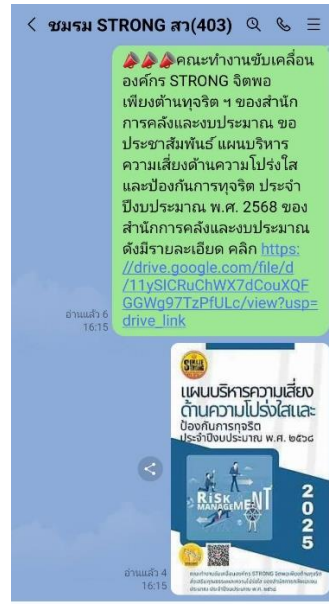 ชมรม STRONG สว(403)
📣📣📣คณะทำงานขับเคลื่อน
องค์กร STRONG จิตพอ
เพียงต้านทุจริต ฯ ของสำนัก
การคลังและงบประมาณ ขอ
ประชาสัมพันธ์ แผนบริหาร
ความเสี่ยงด้านความโปร่งใส
และป้องกันการทุจริต ประจำ
ปีงบประมาณ พ.ศ. 2568 ของ
สำนักการคลังและงบประมาณ
ดังมีรายละเอียด คลิก https:
//drive.google.com/file/d
/11ySICRuChWX7dCouXQF
GGWg97TzPfULc/view?usp=
drive_link
อ่านแล้ว 6
16:15
STRONG
แผนบริหารความเสี่ยง
ด้านความโปร่งใสและ
ป้องกันการทุจริต
ประจำปีงบประมาณ พ.ศ. ๒๕๖๘
RISK
MANAGEMENT
2025
อ่านแล้ว 4
16:15